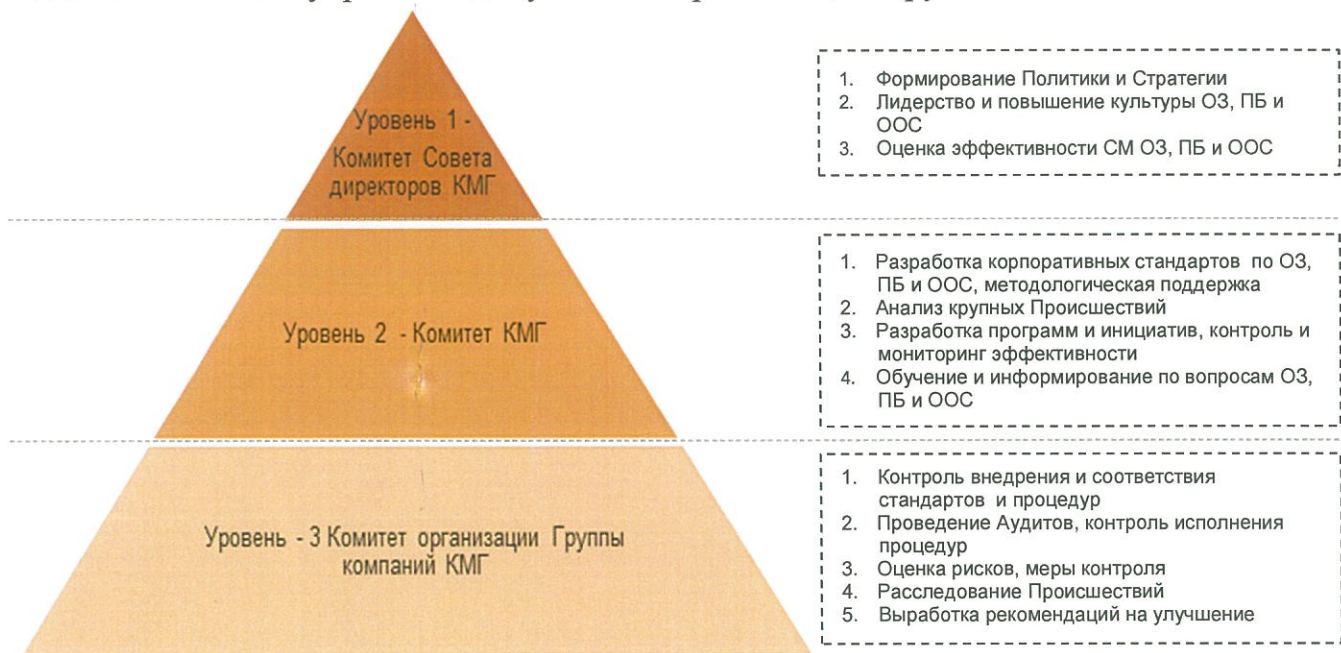 Уровень 1 -
Комитет Совета
директоров КМГ
1. Формирование Политики и Стратегии
2. Лидерство и повышение культуры ОЗ, ПБ и
ООС
3. Оценка эффективности СМ ОЗ, ПБ и ООС
Уровень 2 - Комитет КМГ
1. Разработка корпоративных стандартов по ОЗ,
ПБ и ООС, методологическая поддержка
2. Анализ крупных Происшествий
3. Разработка программ и инициатив, контроль и
мониторинг эффективности
4. Обучение и информирование по вопросам ОЗ,
ПБ и ООС
Уровень - 3 Комитет организации Группы
компаний КМГ
1. Контроль внедрения и соответствия
стандартов и процедур
2. Проведение Аудитов, контроль исполнения
процедур
3. Оценка рисков, меры контроля
4. Расследование Происшествий
5. Выработка рекомендаций на улучшение